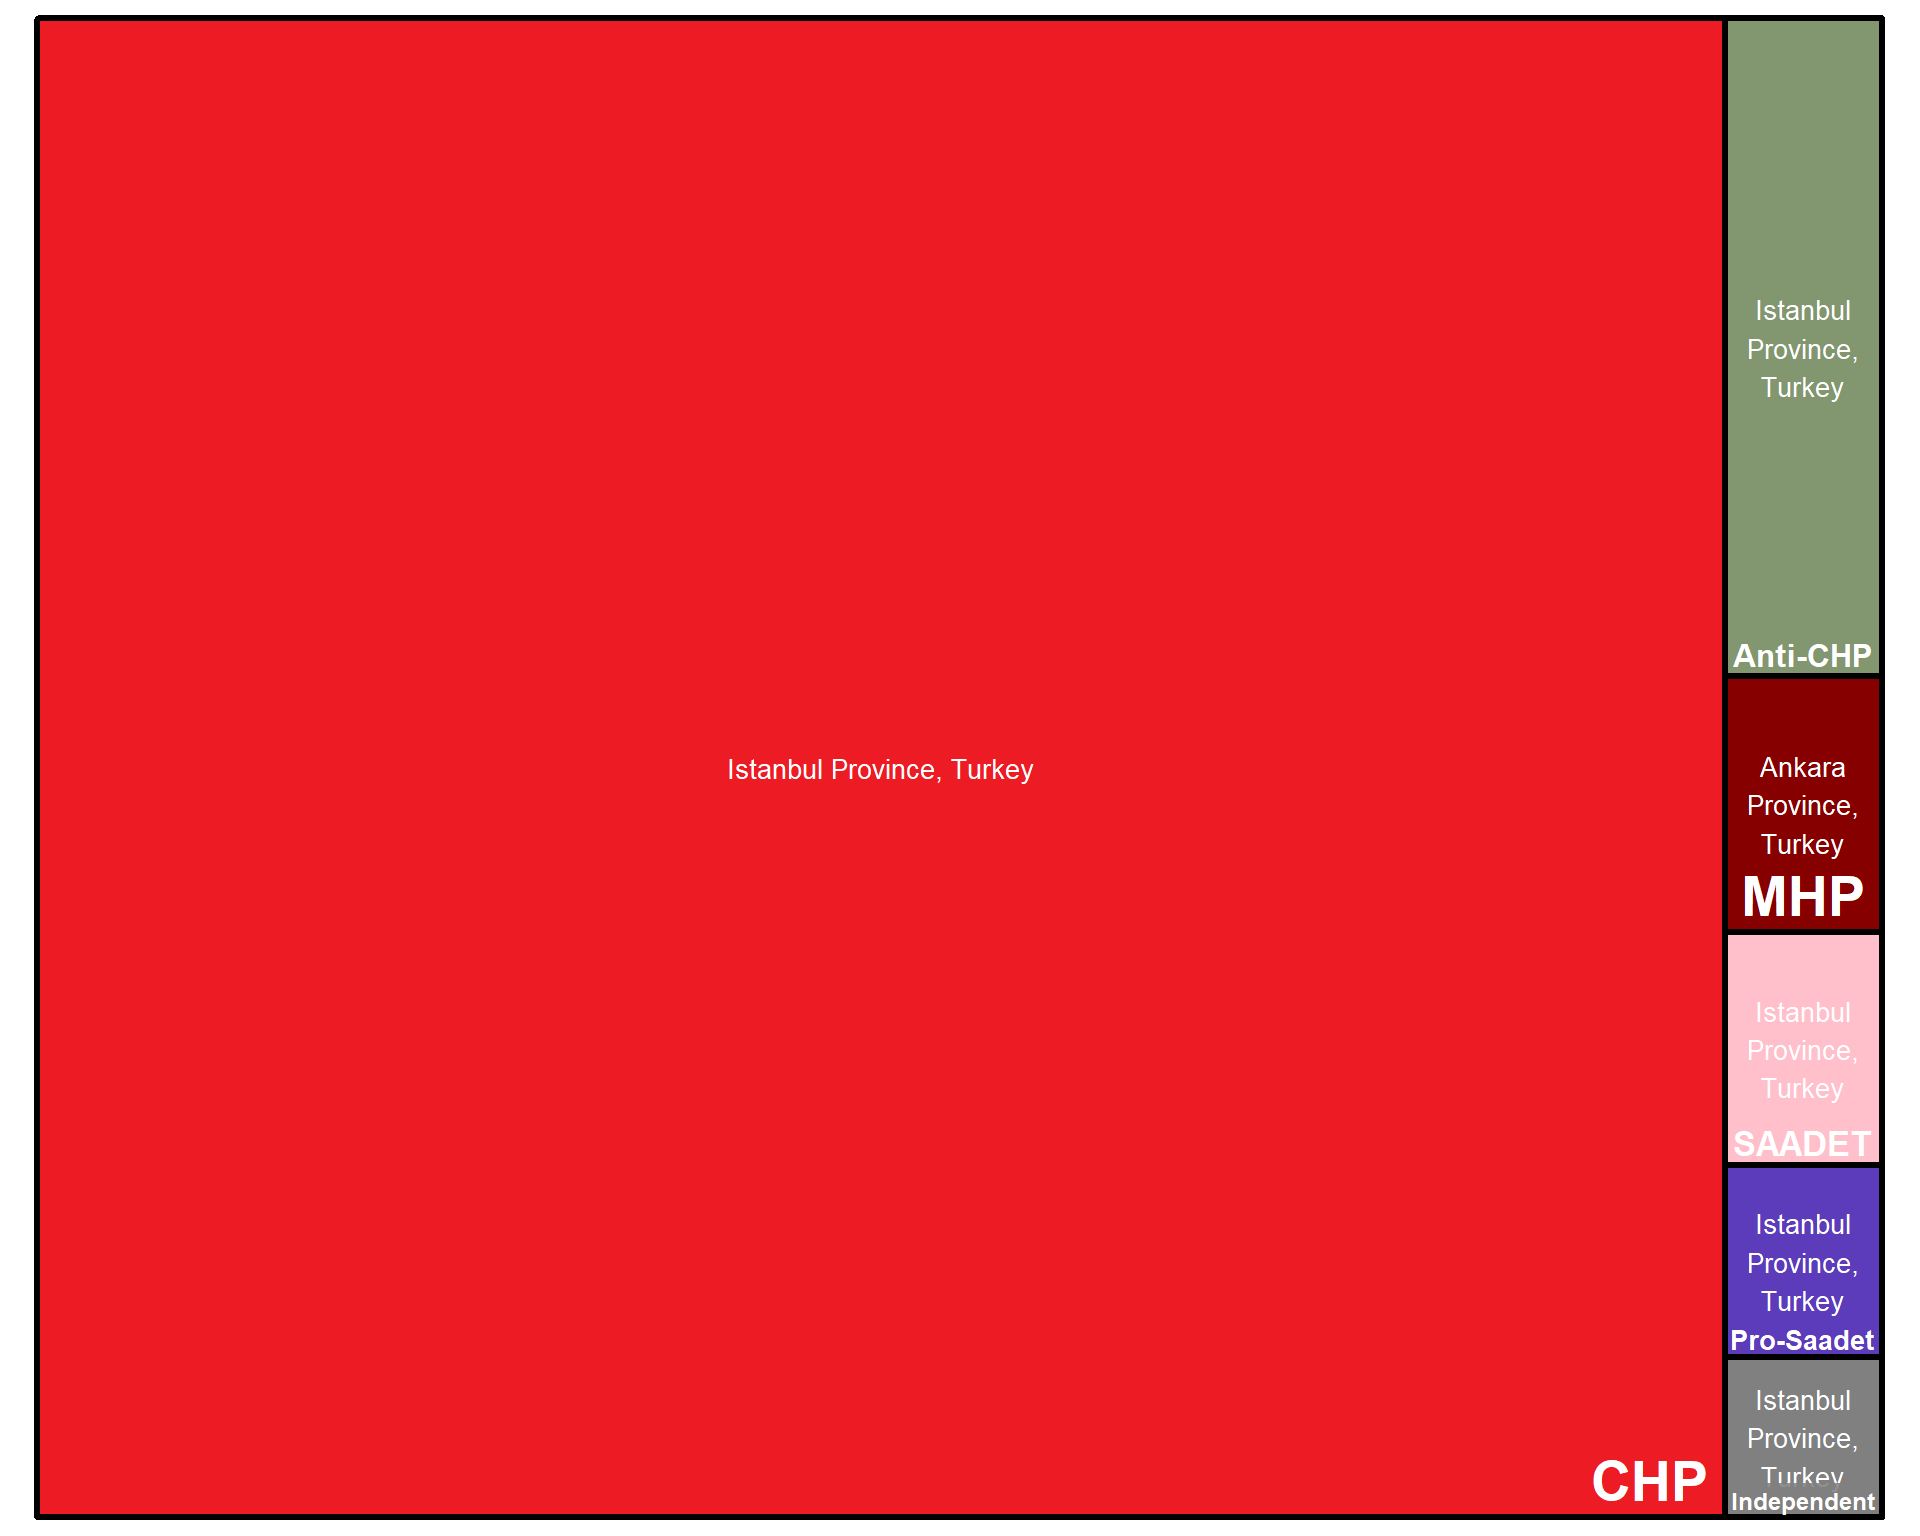 Istanbul Province, Turkey
CHP
Istanbul
Province,
Turkey
Anti-CHP
Ankara
Province,
Turkey
MHP
Istanbul
Province,
Turkey
SAADET
Istanbul
Province,
Turkey
Pro-Saadet
Istanbul
Province,
Turkey
Independent